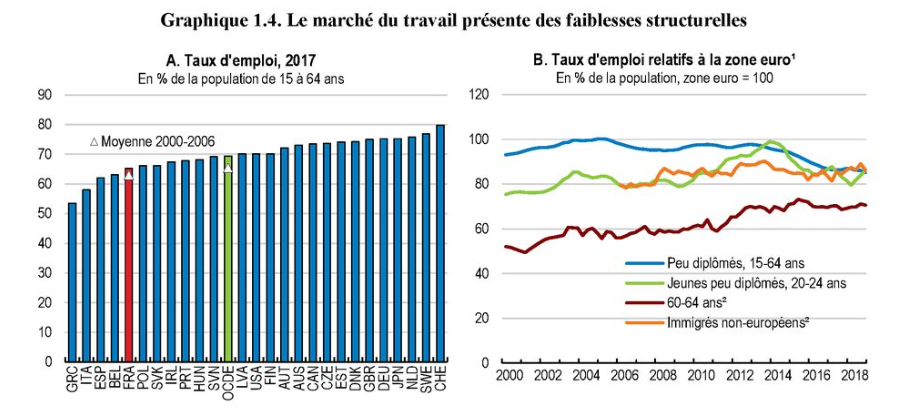 Graphique 1.4. Le marché du travail présente des faiblesses structurelles
A. Taux d'emploi, 2017
En % de la population de 15 à 64 ans
90
80
70
60
50
40
30
20
10
0
△ Moyenne 2000-2006
GRC ITA ESP BEL FRA POL SVK IRL PRT HUN SVN OCDE LVA USA FIN AUT AUS CAN CZE EST DNK GBR DEU JPN NLD SWE CHE
B. Taux d'emploi relatifs à la zone euro¹
En % de la population, zone euro = 100
120
100
80
60
40
20
0
Peu diplômés, 15-64 ans
Jeunes peu diplômés, 20-24 ans
60-64 ans²
Immigrés non-européens²
2000 2002 2004 2006 2008 2010 2012 2014 2016 2018